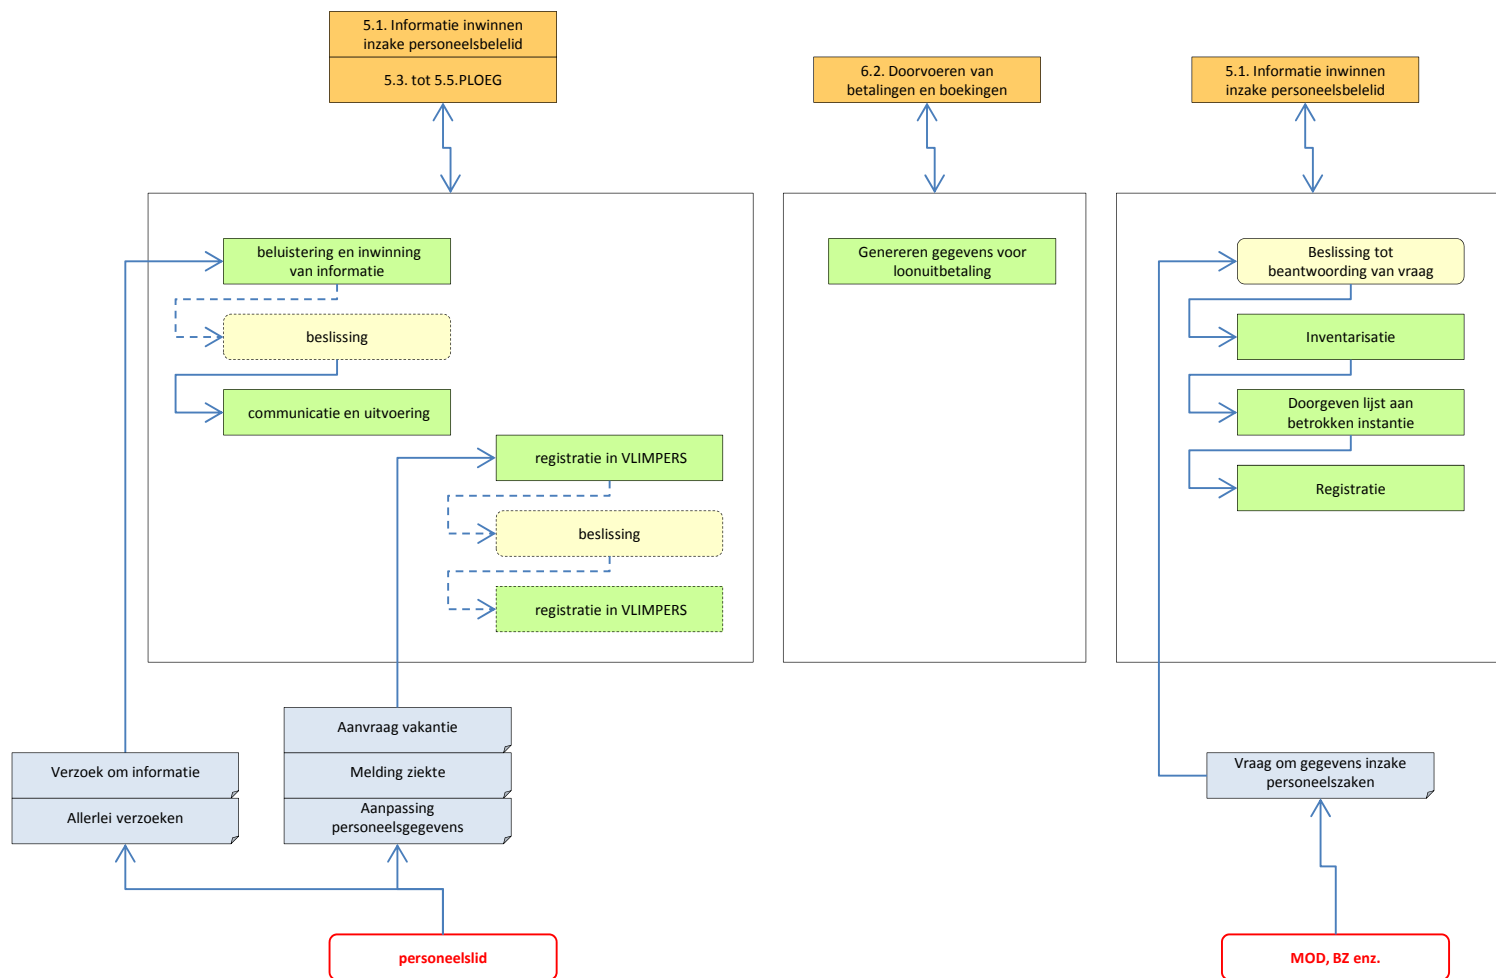 5.1. Informatie inwinnen
inzake personeelsbelelid
5.3. tot 5.5.PLOEG
6.2. Doorvoeren van
betalingen en boekingen
5.1. Informatie inwinnen
inzake personeelsbelelid
beluistering en inwinning
van informatie
beslissing
communicatie en uitvoering
registratie in VLIMPERS
beslissing
registratie in VLIMPERS
Genereren gegevens voor
loonuitbetaling
Beslissing tot
beantwoording van vraag
Inventarisatie
Doorgeven lijst aan
betrokken instantie
Registratie
Verzoek om informatie
Allerlei verzoeken
Aanvraag vakantie
Melding ziekte
Aanpassing
personeelsgegevens
Vraag om gegevens inzake
personeelszaken
personeelslid
MOD, BZ enz.